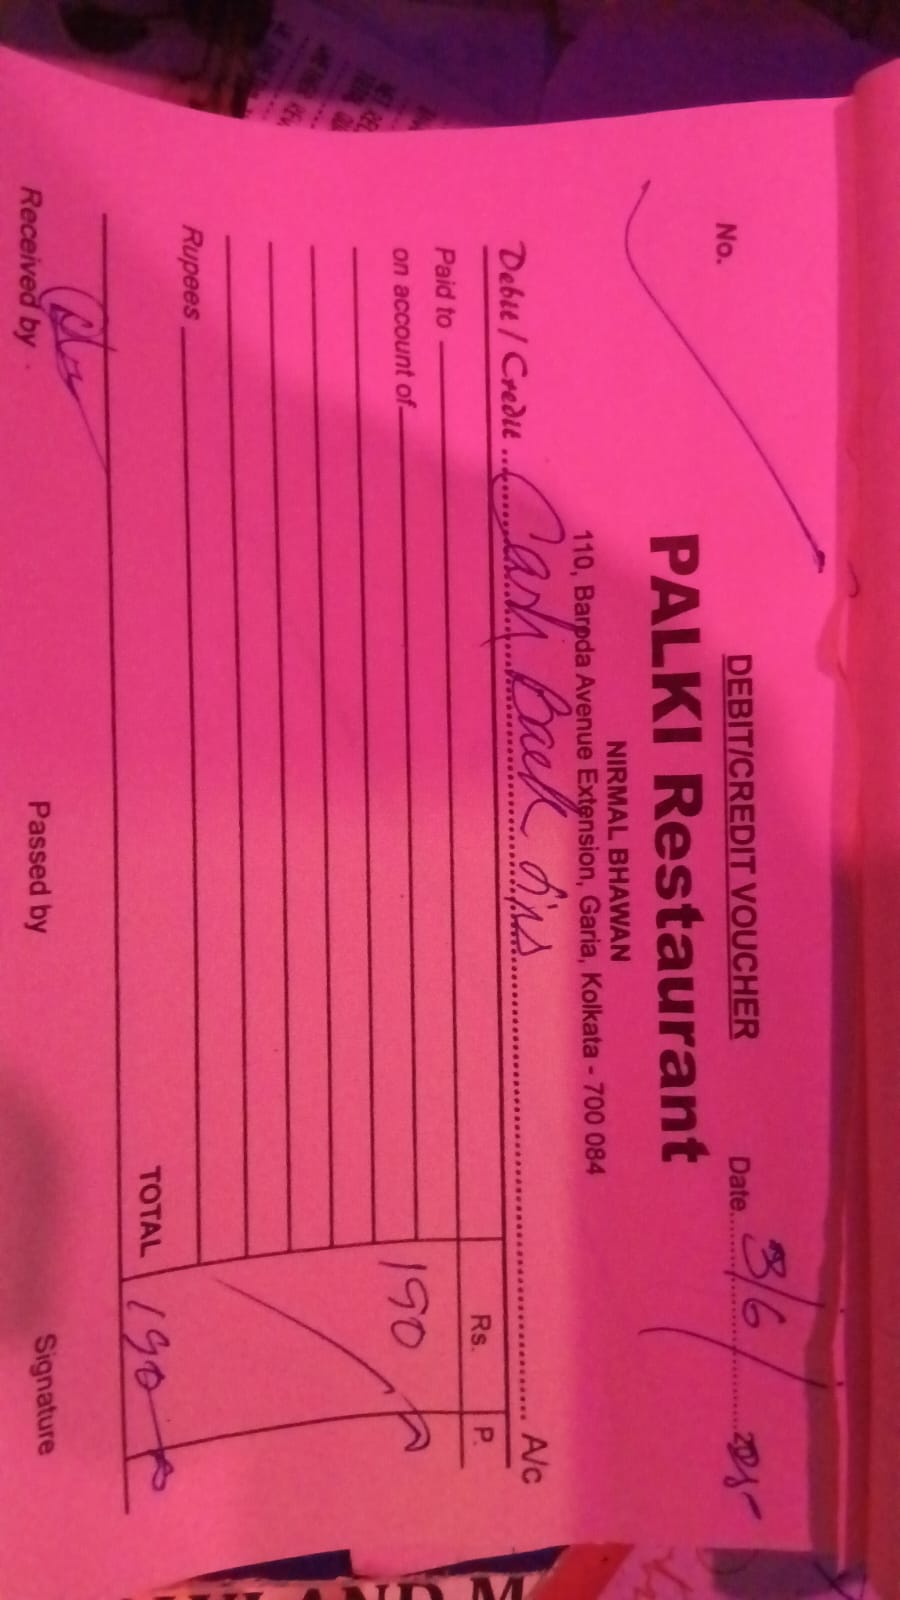 DEBIT/CREDIT VOUCHER
No.
Date 3/6/ 2025
PALKI Restaurant
NIRMAL BHAWAN
110, Baroda Avenue Extension, Garia, Kolkata - 700 084
Debit / Credit Cash Back A/c
Rs. P.
Paid to
on account of 190
Rupees
TOTAL 190
Received by Passed by Signature